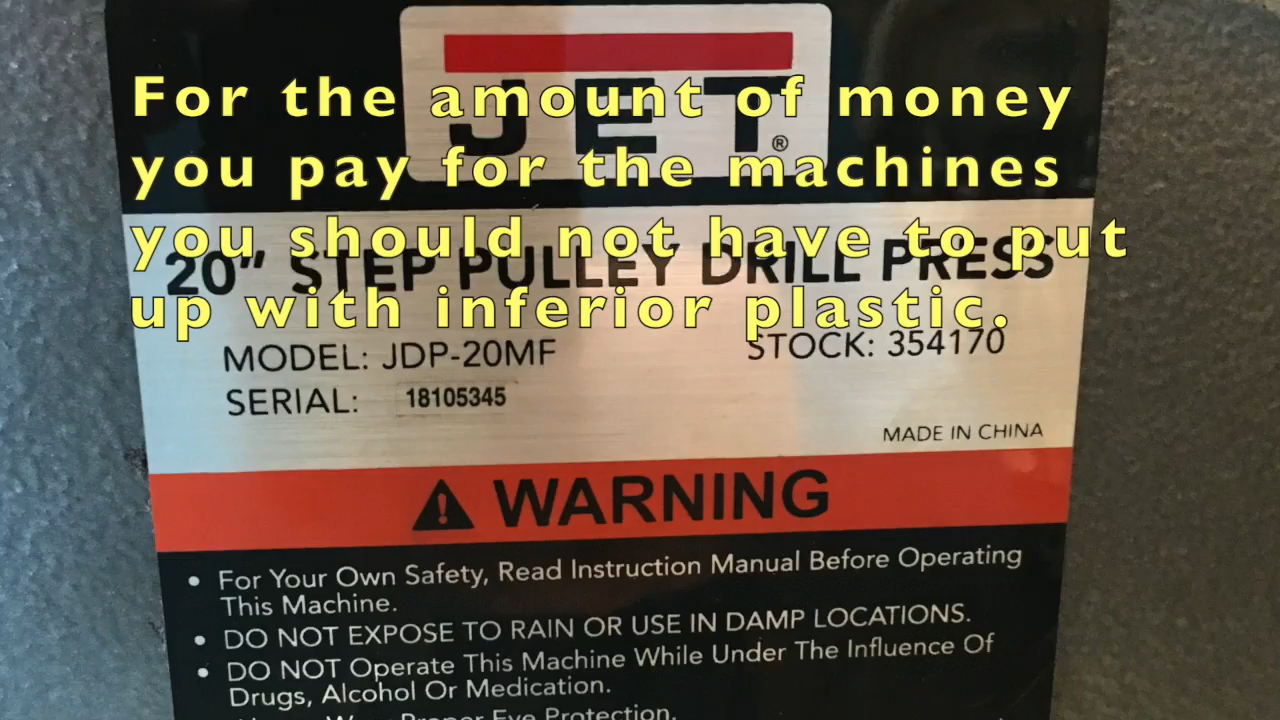 JET®
For the amount of money
you pay for the machines
you should not have to put
up with inferior plastic.
20" STEP PULLEY DRILL PRESS
MODEL: JDP-20MF
STOCK: 354170
SERIAL: 18105345
MADE IN CHINA
WARNING
• For Your Own Safety, Read Instruction Manual Before Operating
This Machine.
• DO NOT EXPOSE TO RAIN OR USE IN DAMP LOCATIONS.
• DO NOT Operate This Machine While Under The Influence Of
Drugs, Alcohol Or Medication.
Proper Eye Protection.